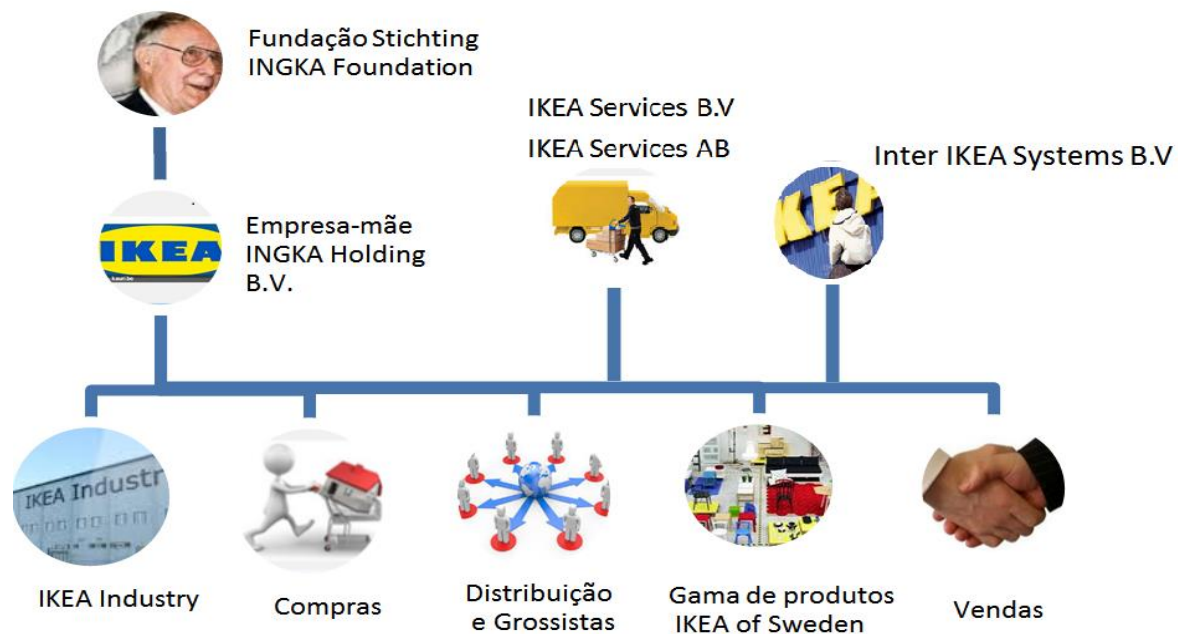 Fundação Stichting
INGKA Foundation
IKEA Services B.V
IKEA Services AB
Inter IKEA Systems B.V
IKEA
Empresa-mãe
INGKA Holding
B.V.
IKEA
IKEA Industr
IKEA Industry
Compras
Distribuição
e Grossistas
Gama de produtos
IKEA of Sweden
Vendas